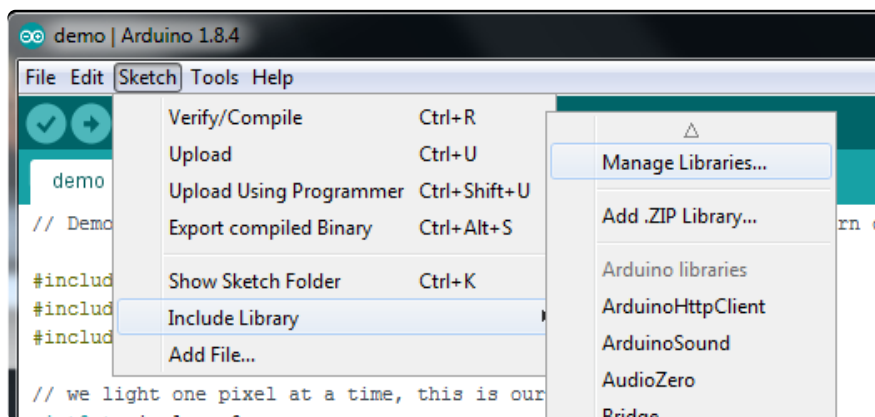 demo | Arduino 1.8.4
File Edit Sketch Tools Help
Verify/Compile Ctrl+R
Upload Ctrl+U
Upload Using Programmer Ctrl+Shift+U
Export compiled Binary Ctrl+Alt+S
Show Sketch Folder Ctrl+K
Include Library
Add File...
Manage Libraries...
Add .ZIP Library...
Arduino libraries
ArduinoHttpClient
ArduinoSound
AudioZero
Bridge
demo
// Demo
rn
#includ
#includ
#includ
// we light one pixel at a time, this is our